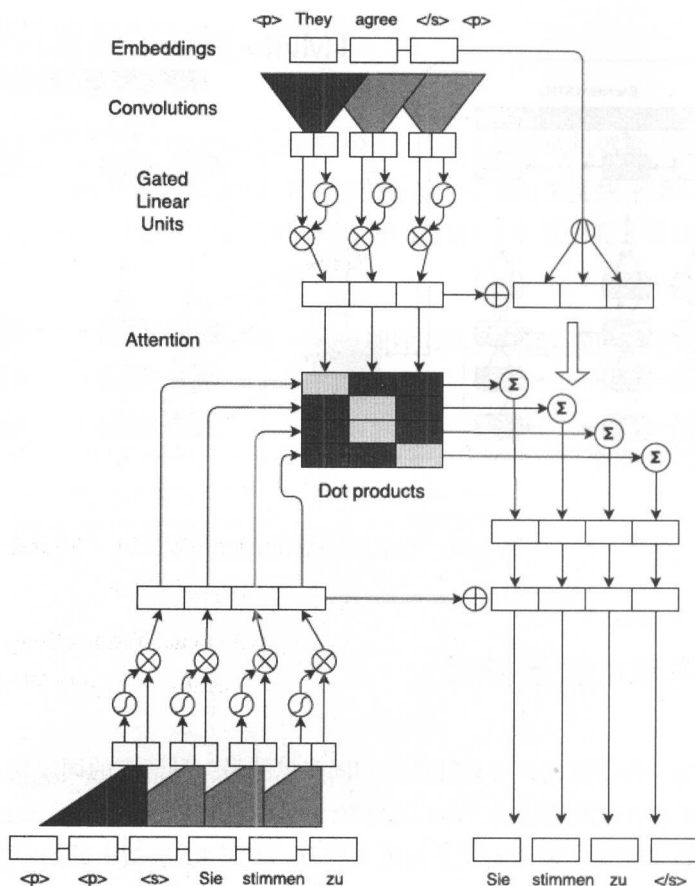 <p> They agree </s> <p>
Embeddings
Convolutions
Gated
Linear
Units
Attention
Σ
Σ
Σ
Σ
Dot products
<p> <p> <s> Sie stimmen zu
Sie stimmen zu </s>